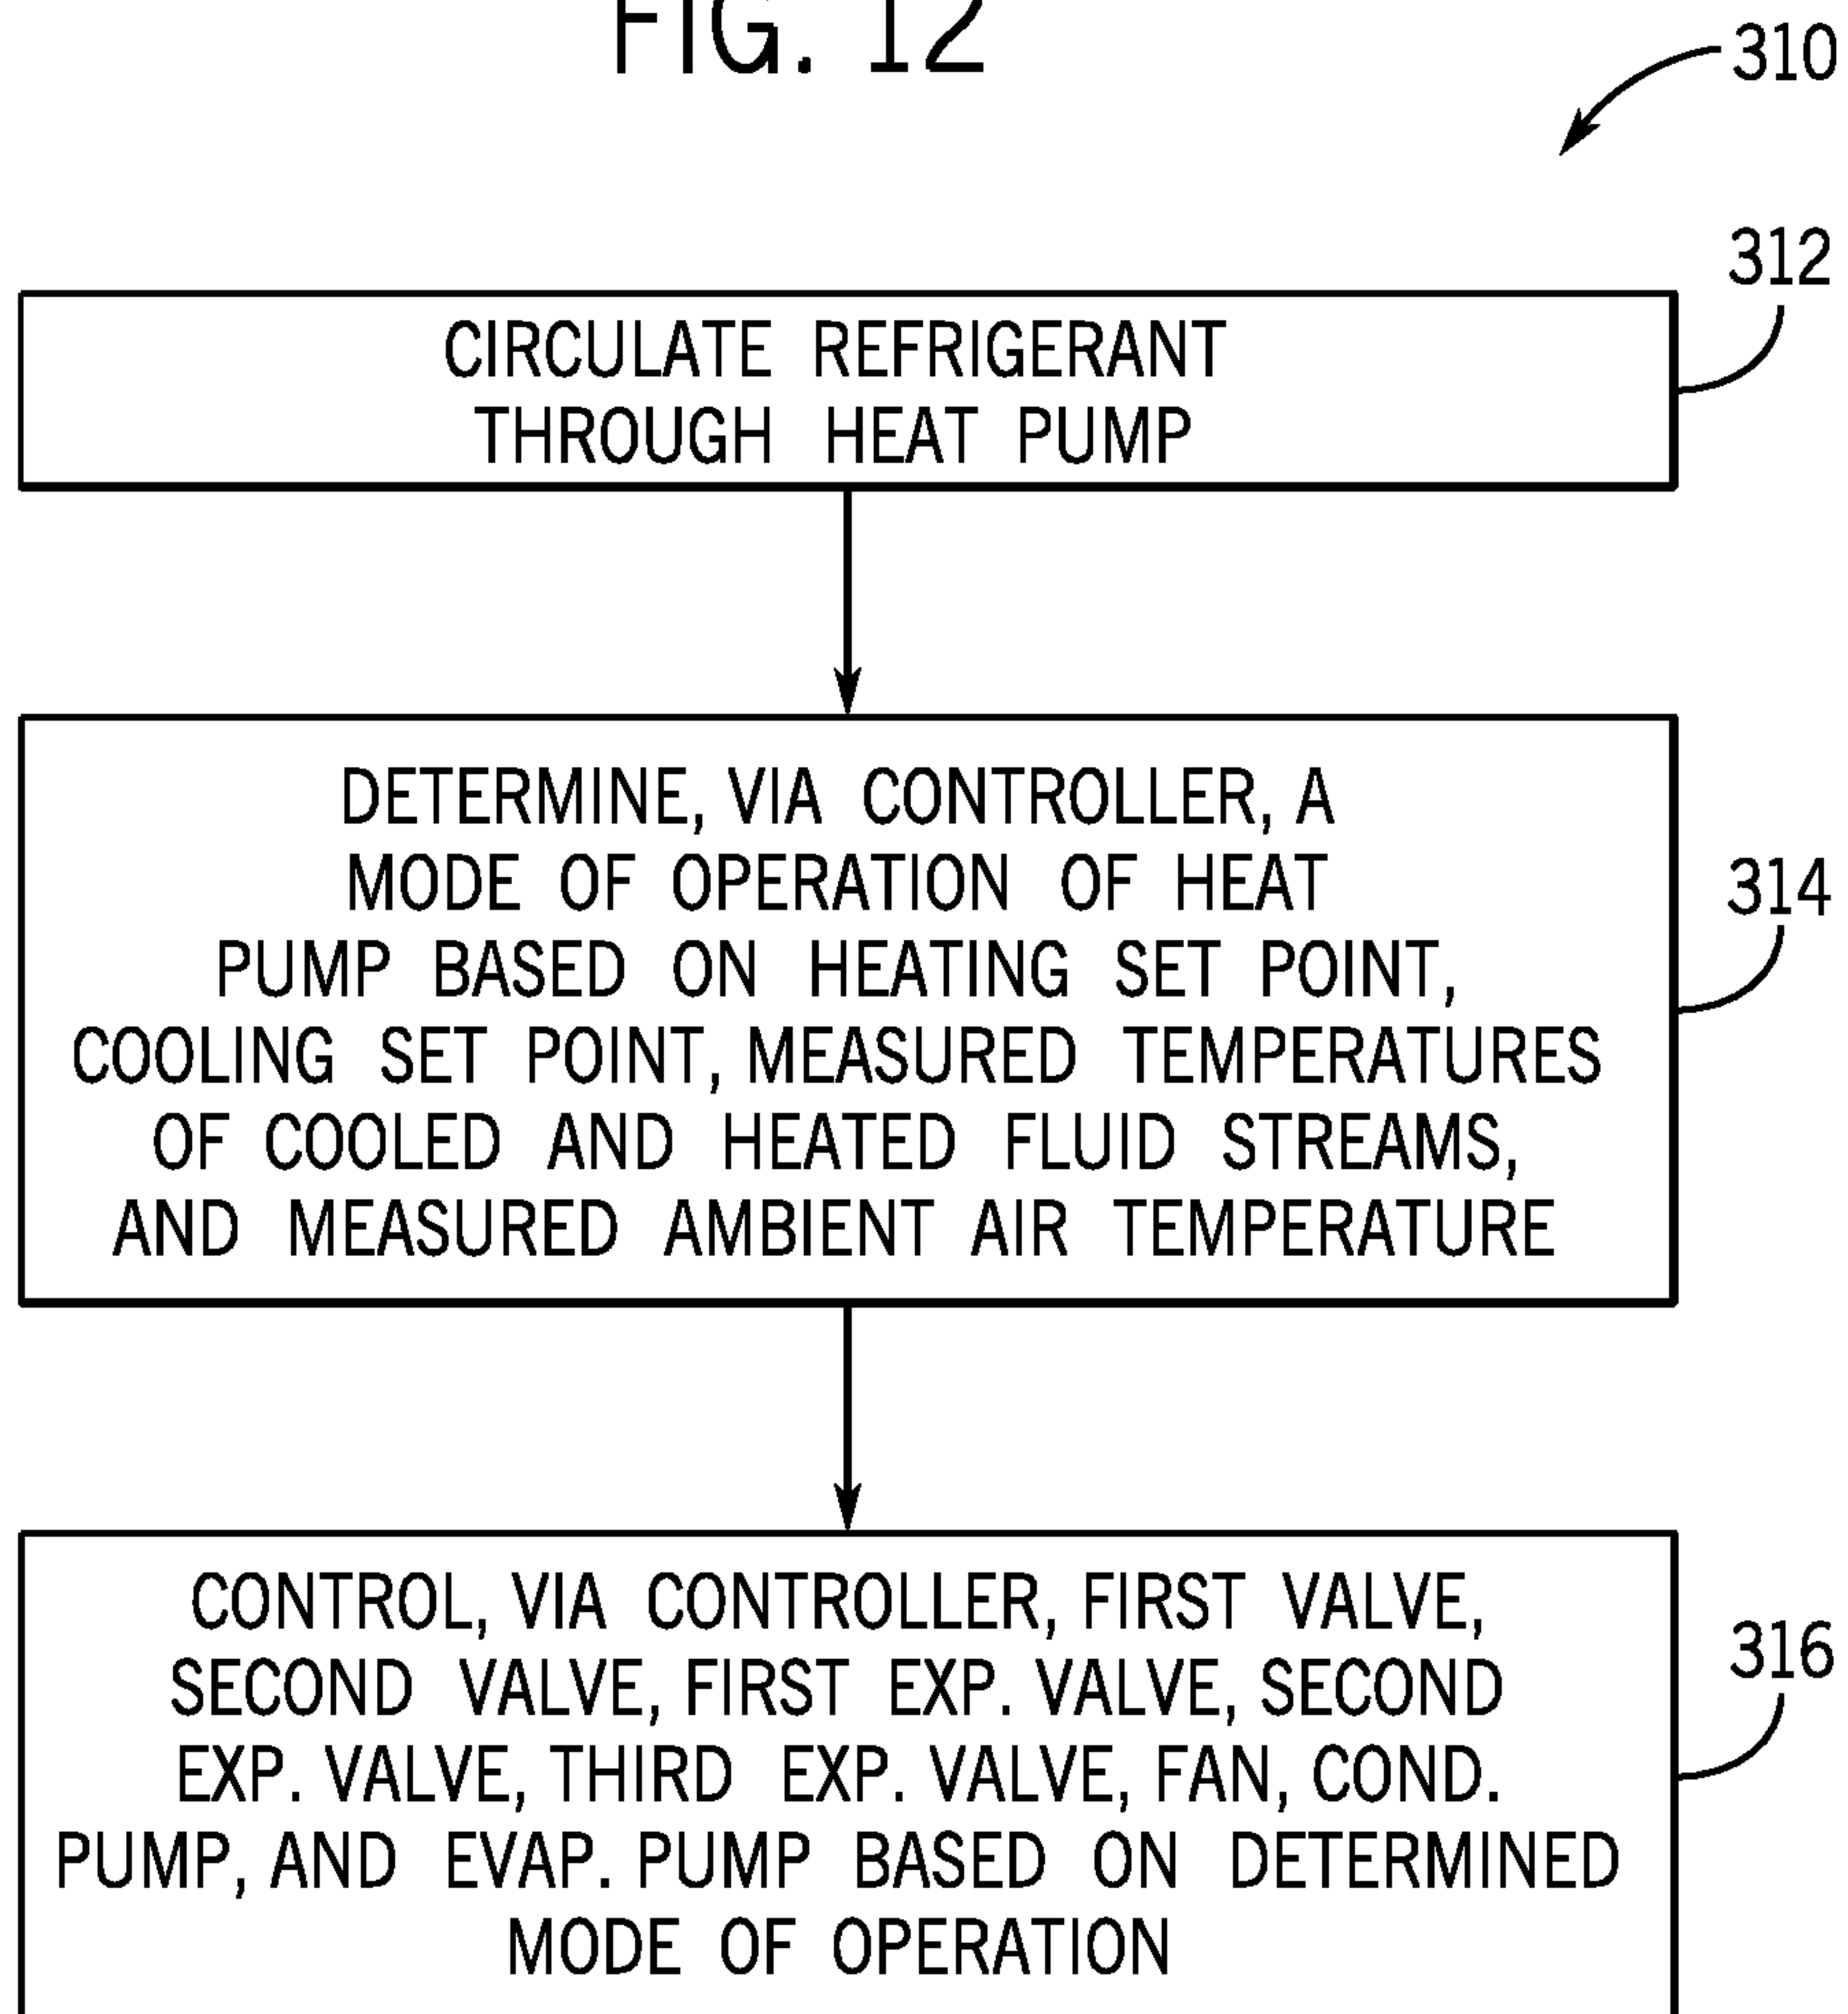 FIG. 12
310
312
CIRCULATE REFRIGERANT
THROUGH HEAT PUMP
314
DETERMINE, VIA CONTROLLER, A
MODE OF OPERATION OF HEAT
PUMP BASED ON HEATING SET POINT,
COOLING SET POINT, MEASURED TEMPERATURES
OF COOLED AND HEATED FLUID STREAMS,
AND MEASURED AMBIENT AIR TEMPERATURE
316
CONTROL, VIA CONTROLLER, FIRST VALVE,
SECOND VALVE, FIRST EXP. VALVE, SECOND
EXP. VALVE, THIRD EXP. VALVE, FAN, COND.
PUMP, AND EVAP. PUMP BASED ON DETERMINED
MODE OF OPERATION